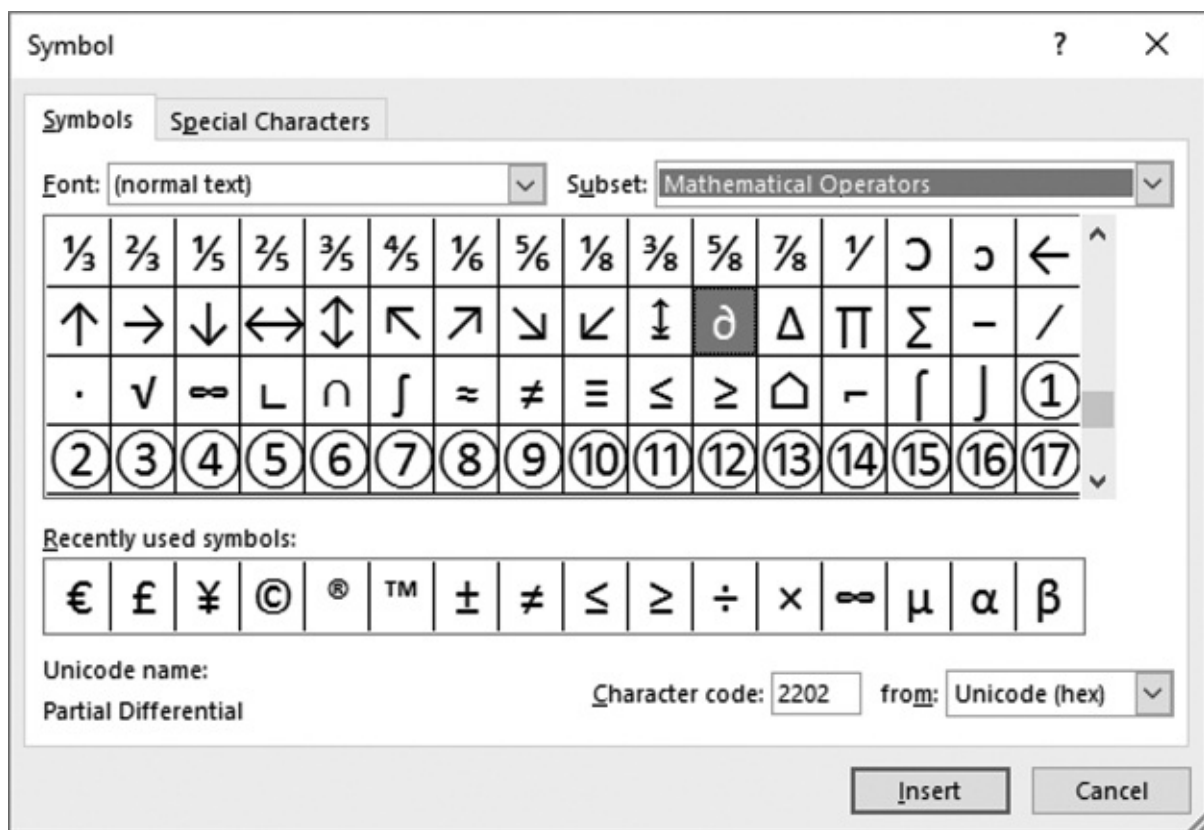 Symbol ? ×
Symbols Special Characters
Font: (normal text) Subset: Mathematical Operators
⅓ ⅔ ⅕ ⅖ ⅗ ⅘ ⅙ ⅚ ⅛ ⅜ ⅝ ⅞ ⅟ Ↄ ↄ ←
↑ → ↓ ↔ ↕ ↖ ↗ ↘ ↙ ↨ ∂ ∆ ∏ ∑ − ∕
∙ √ ∞ ∟ ∩ ∫ ≈ ≠ ≡ ≤ ≥ ⌂ ⌐ ⌠ ⌡ ①
② ③ ④ ⑤ ⑥ ⑦ ⑧ ⑨ ⑩ ⑪ ⑫ ⑬ ⑭ ⑮ ⑯ ⑰
Recently used symbols:
€ £ ¥ © ® ™ ± ≠ ≤ ≥ ÷ × ∞ µ α β
Unicode name:
Partial Differential
Character code: 2202 from: Unicode (hex)
Insert Cancel